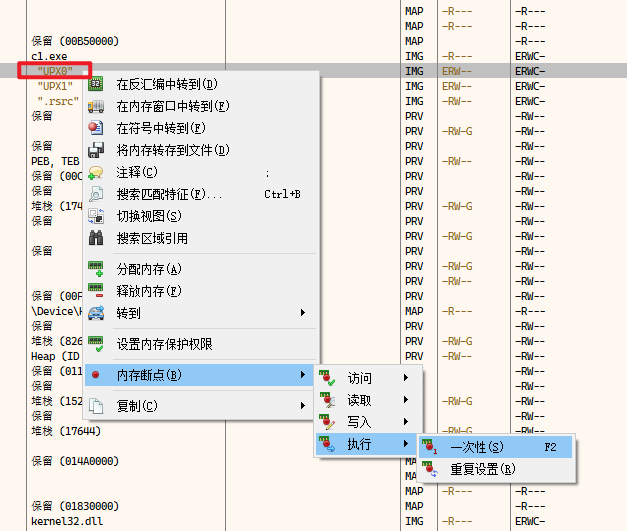 MAP -R--- -R---
MAP -R--- -R---
保留 (00B50000) MAP -R---
c1.exe IMG -R--- ERWC-
"UPX0" IMG ERW-- ERWC-
"UPX1" IMG ERW-- ERWC-
".rsrc" IMG -RW-- ERWC-
保留 PRV -RW--
PRV -RW-G -RW--
保留 PRV -RW--
PEB, TEB PRV -RW-- -RW--
保留 (00C PRV -RW--
保留 PRV -RW--
堆栈 (174 PRV -RW-G -RW--
保留 PRV -RW--
PRV -RW-G -RW--
保留 PRV -RW--
PRV -RW-G -RW--
PRV -RW-- -RW--
保留 (00F PRV -RW--
\Device\H MAP -R--- -R---
保留 PRV -RW--
堆栈 (826 PRV -RW-G -RW--
Heap (ID PRV -RW-- -RW--
保留 (011 PRV -RW--
保留 -RW--
堆栈 (152 -RW-G -RW--
保留 -RW--
堆栈 (17644) -RW-G -RW--
保留 (014A0000) MAP
MAP
MAP
保留 (01830000) MAP -R---
kernel32.dll IMG -R--- ERWC-
在反汇编中转到(D)
在内存窗口中转到(F)
在符号中转到(F)
将内存转存到文件(D)
注释(C) ;
搜索匹配特征(F)... Ctrl+B
切换视图(S)
搜索区域引用
分配内存(A)
释放内存(F)
转到
设置内存保护权限
内存断点(B)
复制(C)
访问
读取
写入
执行
一次性(S) F2
重复设置(R)